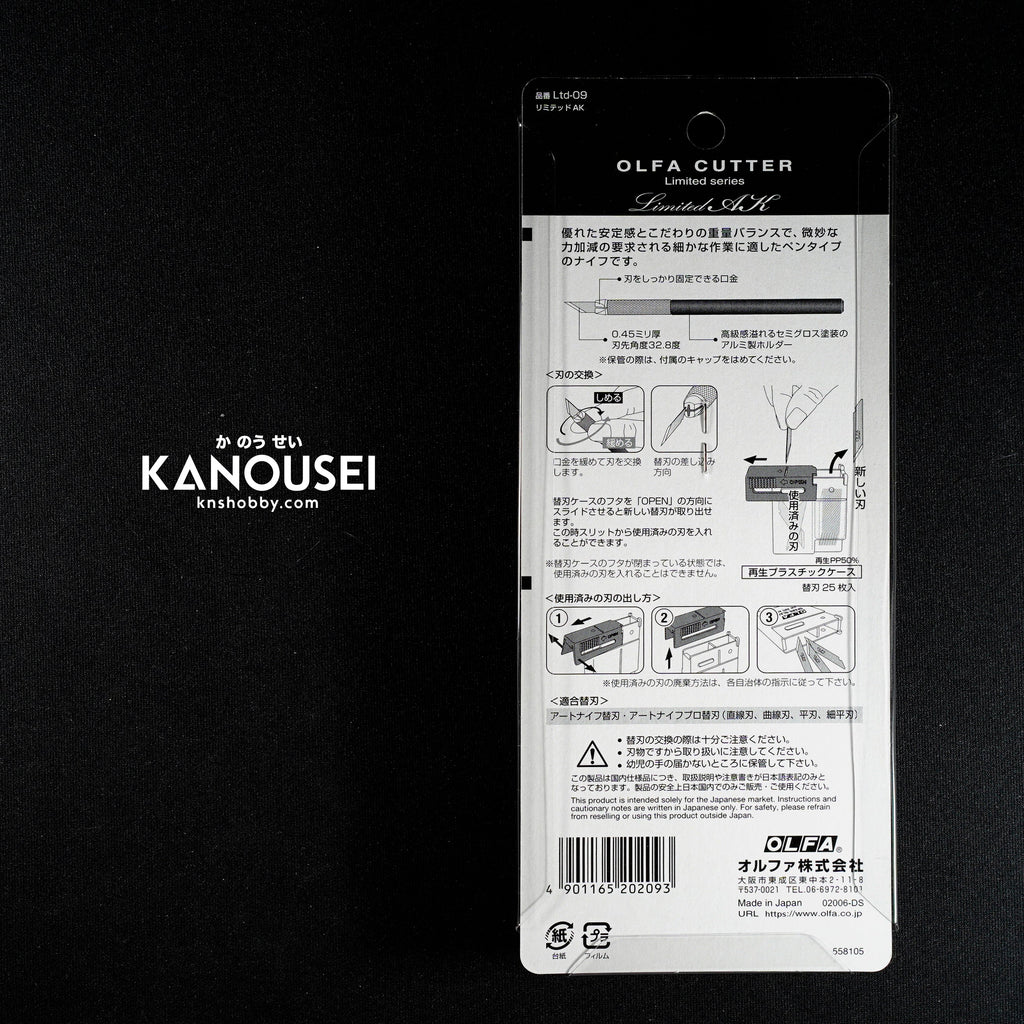 か のう せい
KANOUSEI
knshobby.com
品番 Ltd-09
リミテッド AK
OLFA CUTTER
Limited series
Limited AK
優れた安定感とこだわりの重量バランスで、微妙な
力加減の要求される細かな作業に適したペンタイプ
のナイフです。
刃をしっかり固定できる口金
0.45ミリ厚
刃先角度32.8度
高級感溢れるセミグロス塗装の
アルミ製ホルダー
※保管の際は、付属のキャップをはめてください。
<刃の交換>
しめる
緩める
口金を緩めて刃を交換
します。
替刃の差し込み
方向
替刃ケースのフタを「OPEN」の方向に
スライドさせると新しい替刃が取り出せ
ます。
この時スリットから使用済みの刃を入れ
ることができます。
※替刃ケースのフタが閉まっている状態では、
使用済みの刃を入れることはできません。
OPEN
新しい刃
使用済みの刃
再生PP50%
再生プラスチックケース
替刃 25 枚入
<使用済みの刃の出し方>
1
2
3
※使用済みの刃の廃棄方法は、各自治体の指示に従って下さい。
<適合替刃>
アートナイフ替刃・アートナイフプロ替刃(直線刃、曲線刃、平刃、細平刃)
• 替刃の交換の際は十分ご注意ください。
• 刃物ですから取り扱いに注意してください。
• 幼児の手の届かないところに保管して下さい。
この製品は国内仕様品につき、取扱説明や注意書きが日本語表記のみと
なっております。製品の安全上日本国内でのみご販売・ご使用ください。
This product is intended solely for the Japanese market. Instructions and
cautionary notes are written in Japanese only. For safety, please refrain
from reselling or using this product outside Japan.
4 901165 202093
OLFA®
オルファ株式会社
大阪市東成区東中本2-11-8
〒537-0021 TEL.06-6972-8101
Made in Japan 02006-DS
URL https://www.olfa.co.jp
紙
台紙
プラ
フィルム
558105